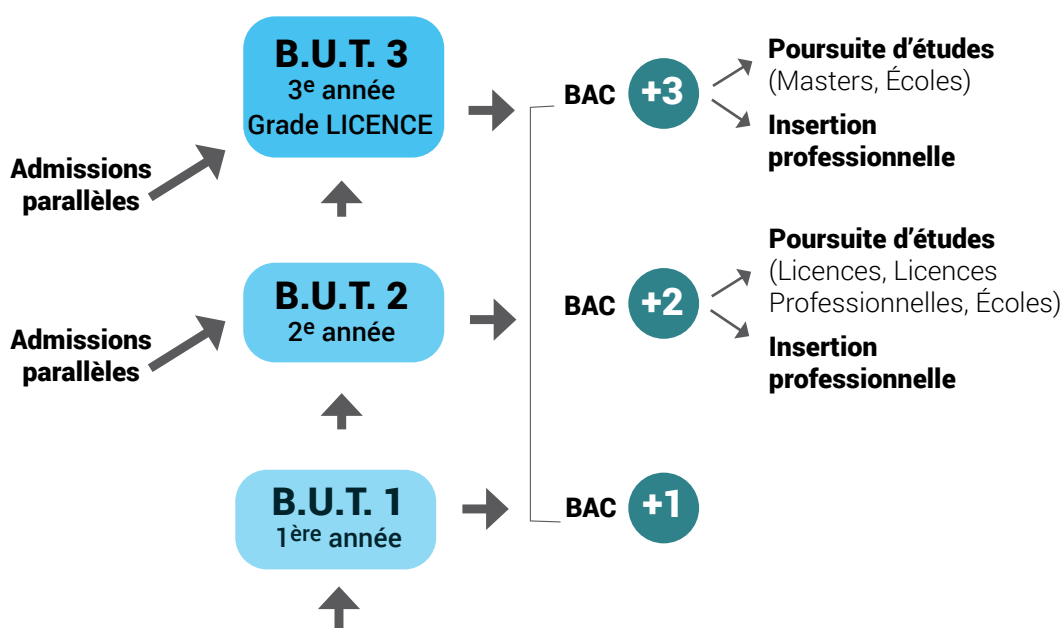 B.U.T. 3
3e année
Grade LICENCE
BAC +3
Poursuite d'études
(Masters, Écoles)
Insertion
professionnelle
Admissions
parallèles
B.U.T. 2
2e année
BAC +2
Poursuite d'études
(Licences, Licences
Professionnelles, Écoles)
Insertion
professionnelle
Admissions
parallèles
B.U.T. 1
1ère année
BAC +1